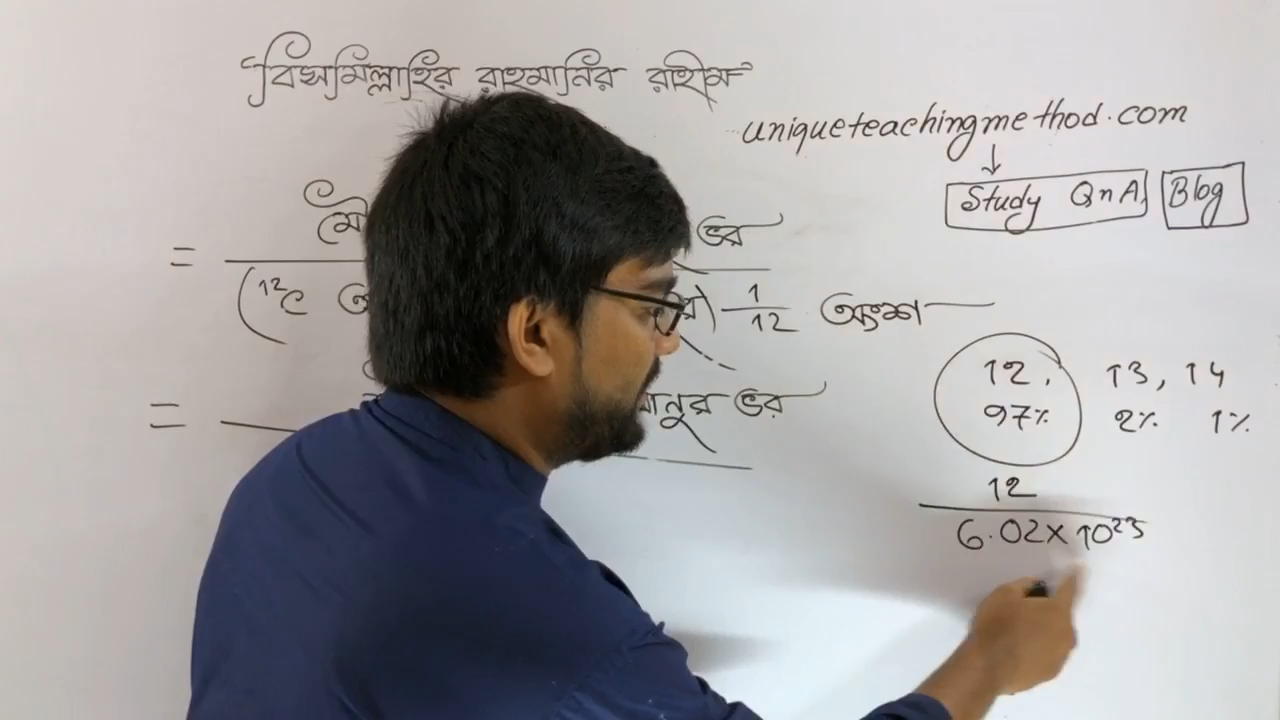 "বিসমিল্লাহির রাহমানির রাহীম"
uniqueteachingmethod.com
↓
Study QnA, Blog
= ভর
(¹²C 1/12 অংশ
= ভর
12, 13, 14
97% 2% 1%
12
6.02×10²³